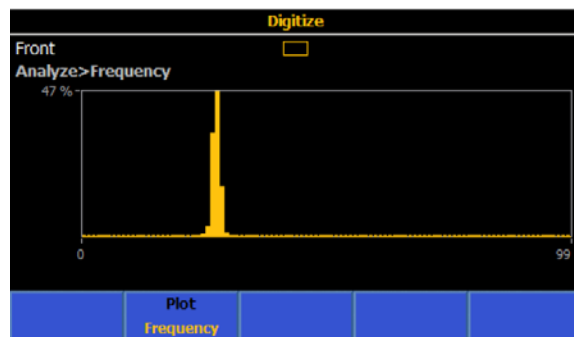 Digitize
Front
Analyze>Frequency
47 %
0 99
Plot
Frequency